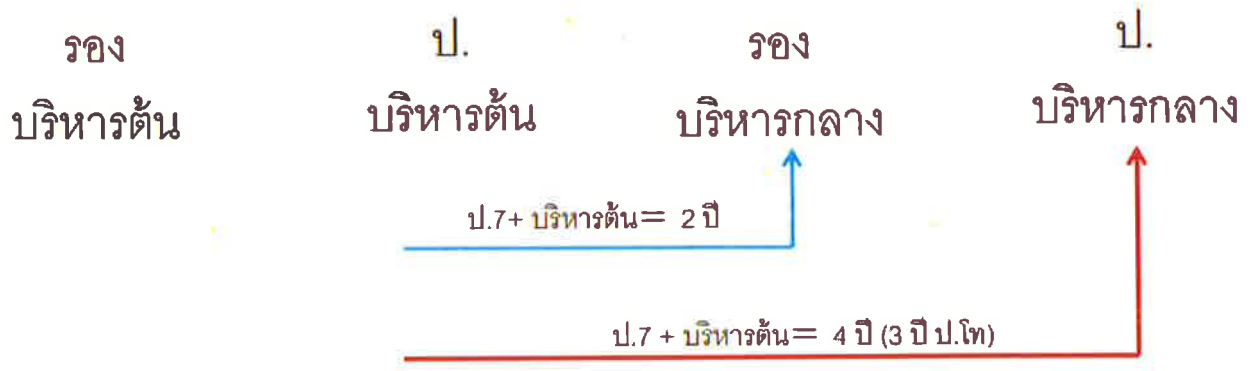 รอง ป. รอง ป.
บริหารต้น บริหารต้น บริหารกลาง บริหารกลาง
ป.7+ บริหารต้น= 2 ปี
ป.7 + บริหารต้น= 4 ปี (3 ปี ป.โท)